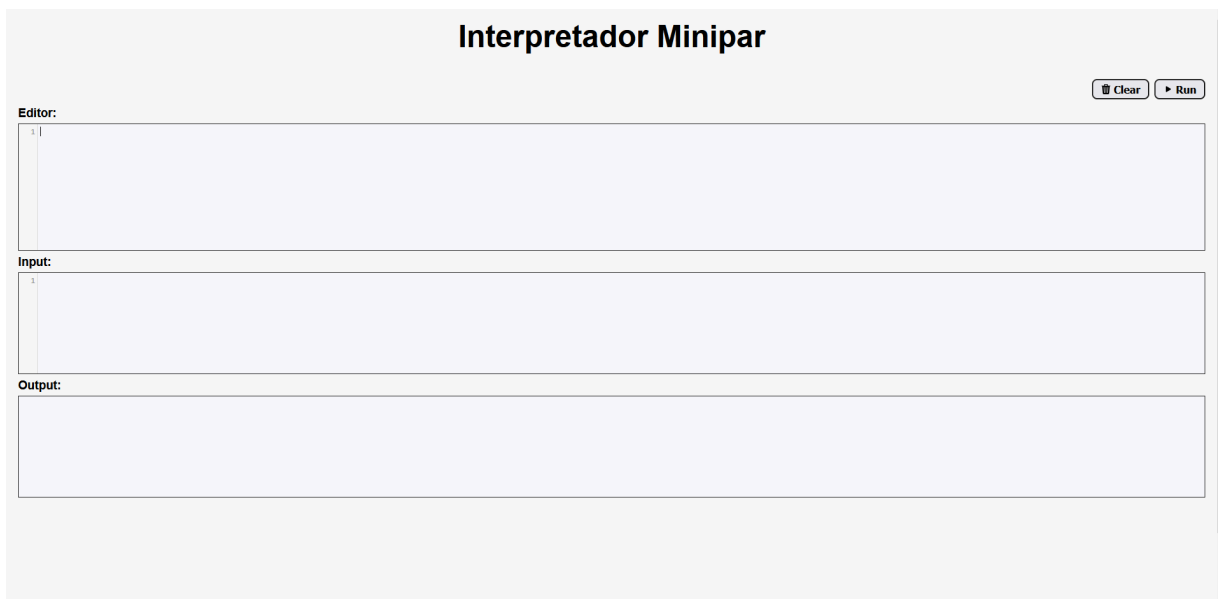 Interpretador Minipar
Clear Run
Editor:
1
Input:
1
Output: